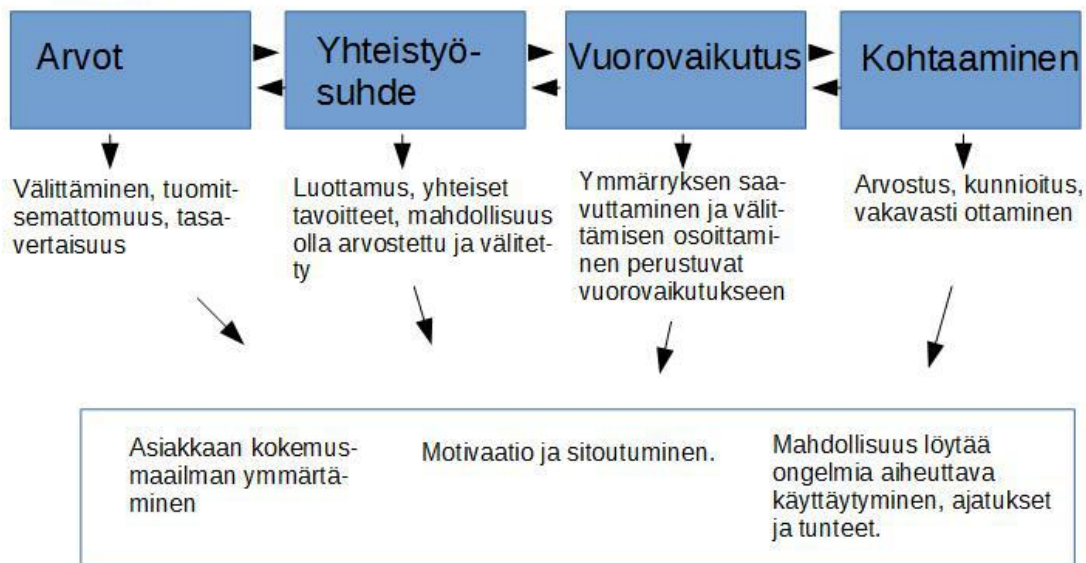 Arvot
Yhteistyö-
suhde
Vuorovaikutus
Kohtaaminen
Välittäminen, tuomit-
semattomuus, tasa-
vertaisuus
Luottamus, yhteiset
tavoitteet, mahdollisuus
olla arvostettu ja välitet-
ty
Ymmärryksen saa-
vuttaminen ja välit-
tämisen osoittami-
nen perustuvat
vuorovaikutukseen
Arvostus, kunnioitus,
vakavasti ottaminen
Asiakkaan kokemus-
maailman ymmärtä-
minen
Motivaatio ja sitoutuminen.
Mahdollisuus löytää
ongelmia aiheuttava
käyttäytyminen, ajatukset
ja tunteet.